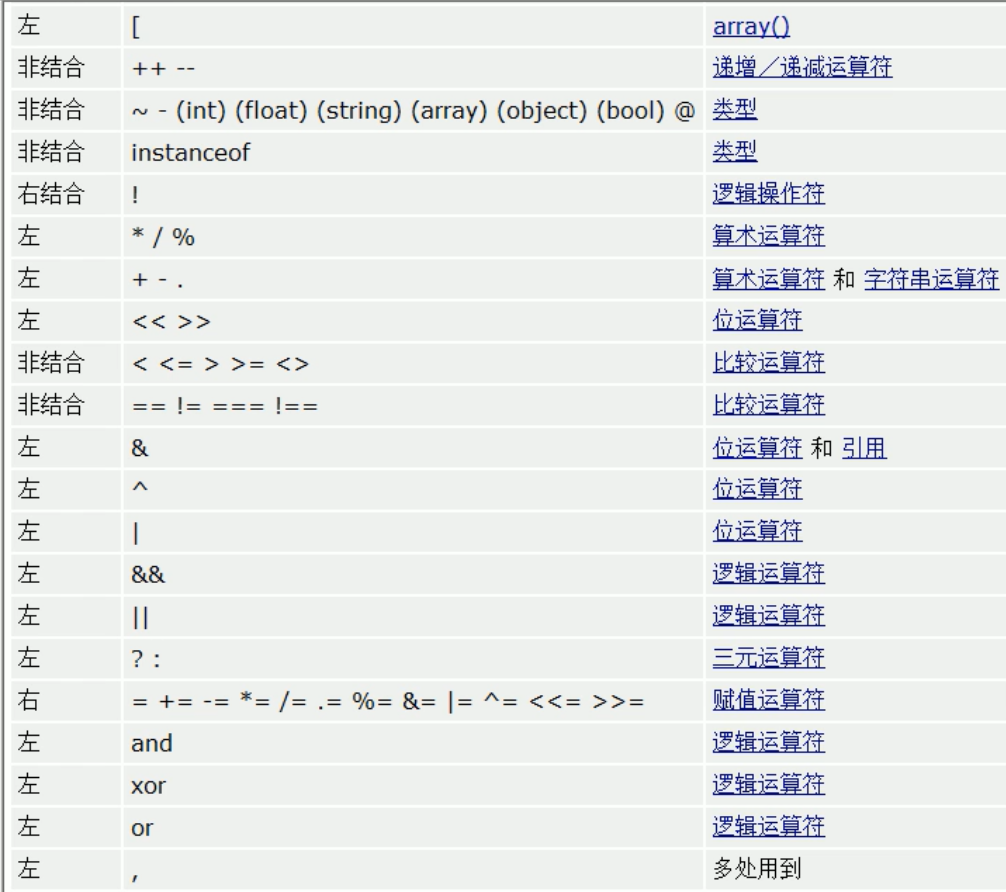 左 [ array()
非结合 ++ -- 递增／递减运算符
非结合 ~ - (int) (float) (string) (array) (object) (bool) @ 类型
非结合 instanceof 类型
右结合 ! 逻辑操作符
左 * / % 算术运算符
左 + - . 算术运算符 和 字符串运算符
左 << >> 位运算符
非结合 < <= > >= <> 比较运算符
非结合 == != === !== 比较运算符
左 & 位运算符 和 引用
左 ^ 位运算符
左 | 位运算符
左 && 逻辑运算符
左 || 逻辑运算符
左 ? : 三元运算符
右 = += -= *= /= .= %= &= |= ^= <<= >>= 赋值运算符
左 and 逻辑运算符
左 xor 逻辑运算符
左 or 逻辑运算符
左 , 多处用到